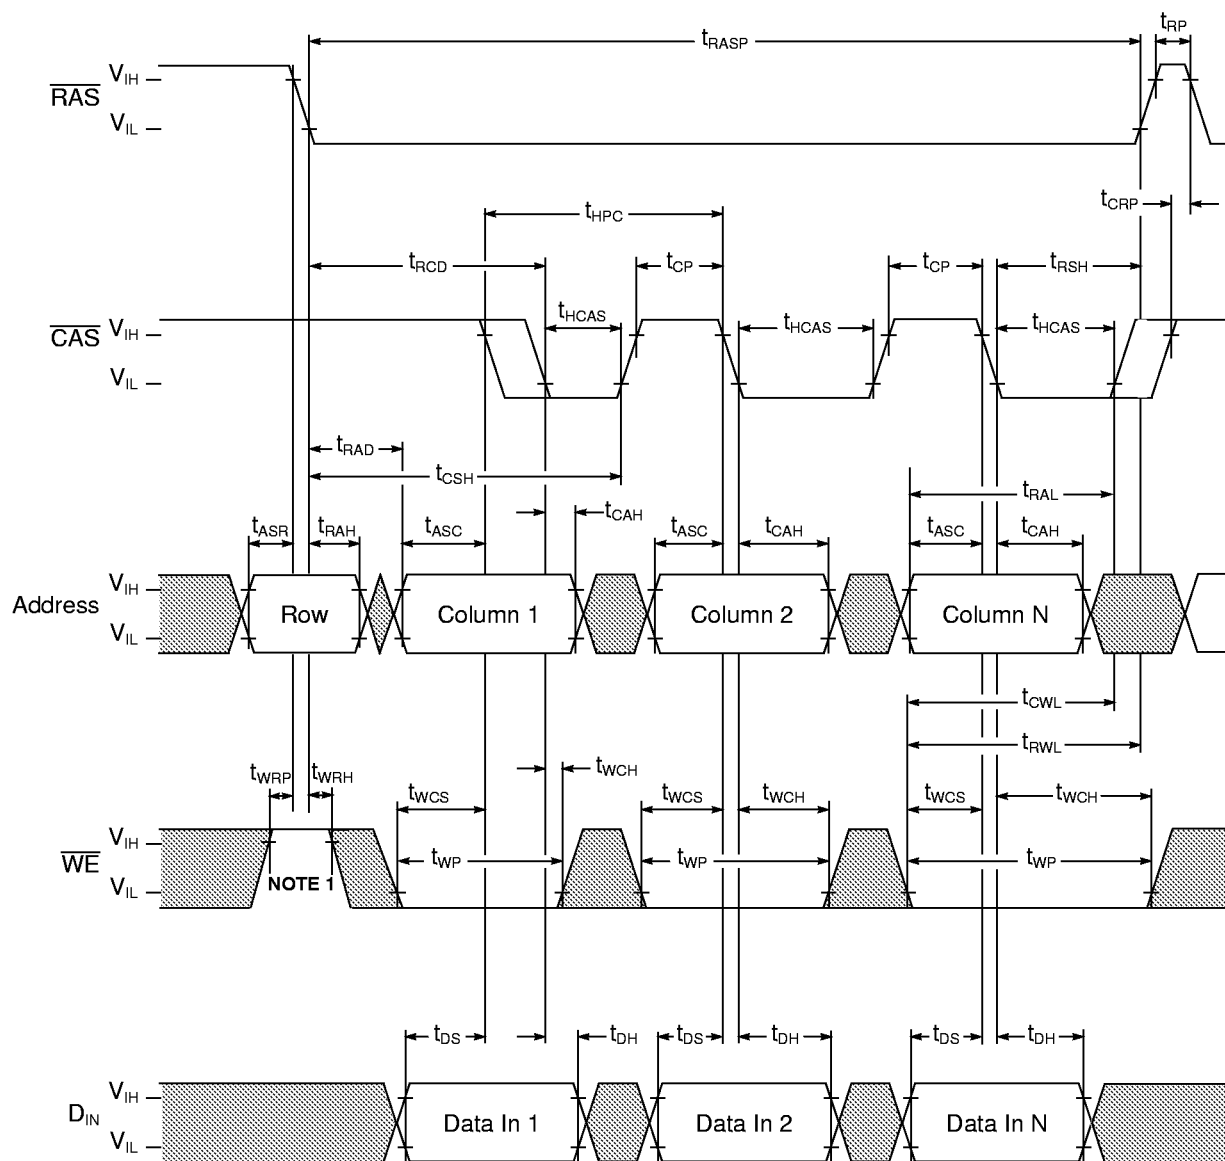 tRP
tRASP
VIH
RAS
VIL
tCRP
tHPC
tRCD
tCP
tCP
tRSH
tHCAS
tHCAS
tHCAS
VIH
CAS
VIL
tRAD
tCSH
tRAL
tCAH
tASR
tRAH
tASC
tASC
tCAH
tASC
tCAH
VIH
Address
Row
Column 1
Column 2
Column N
VIL
tCWL
tRWL
tWRP
tWRH
tWCH
tWCS
tWCS
tWCH
tWCS
tWCH
VIH
WE
tWP
tWP
tWP
VIL
NOTE 1
tDS
tDH
tDS
tDH
tDS
tDH
VIH
DIN
Data In 1
Data In 2
Data In N
VIL